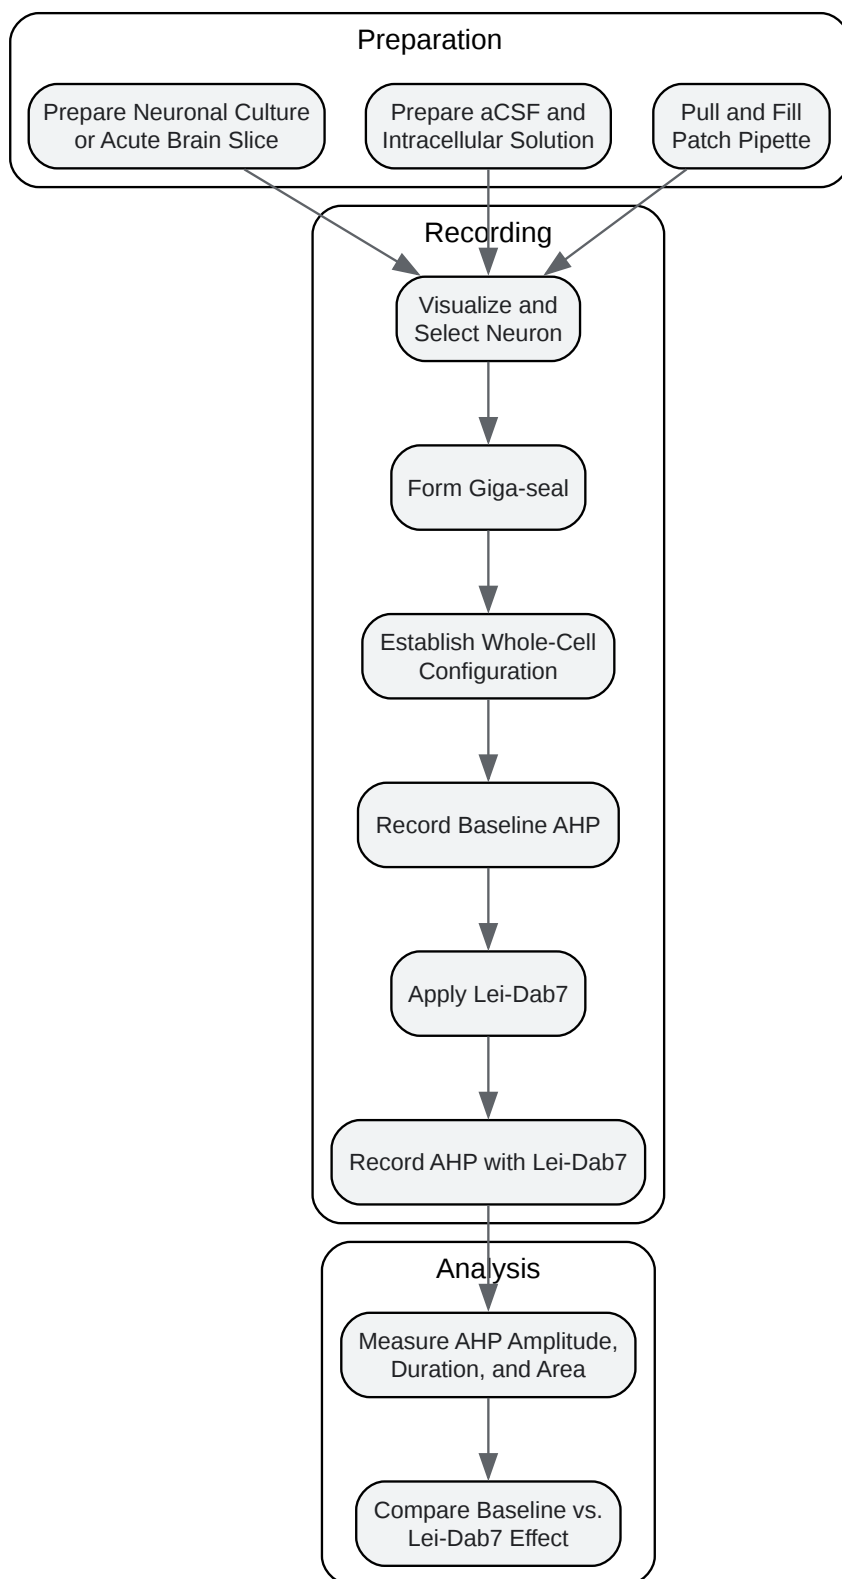 Preparation
Prepare Neuronal Culture
or Acute Brain Slice
Prepare aCSF and
Intracellular Solution
Pull and Fill
Patch Pipette
Recording
Visualize and
Select Neuron
Form Giga-seal
Establish Whole-Cell
Configuration
Record Baseline AHP
Apply Lei-Dab7
Record AHP with Lei-Dab7
Analysis
Measure AHP Amplitude,
Duration, and Area
Compare Baseline vs.
Lei-Dab7 Effect